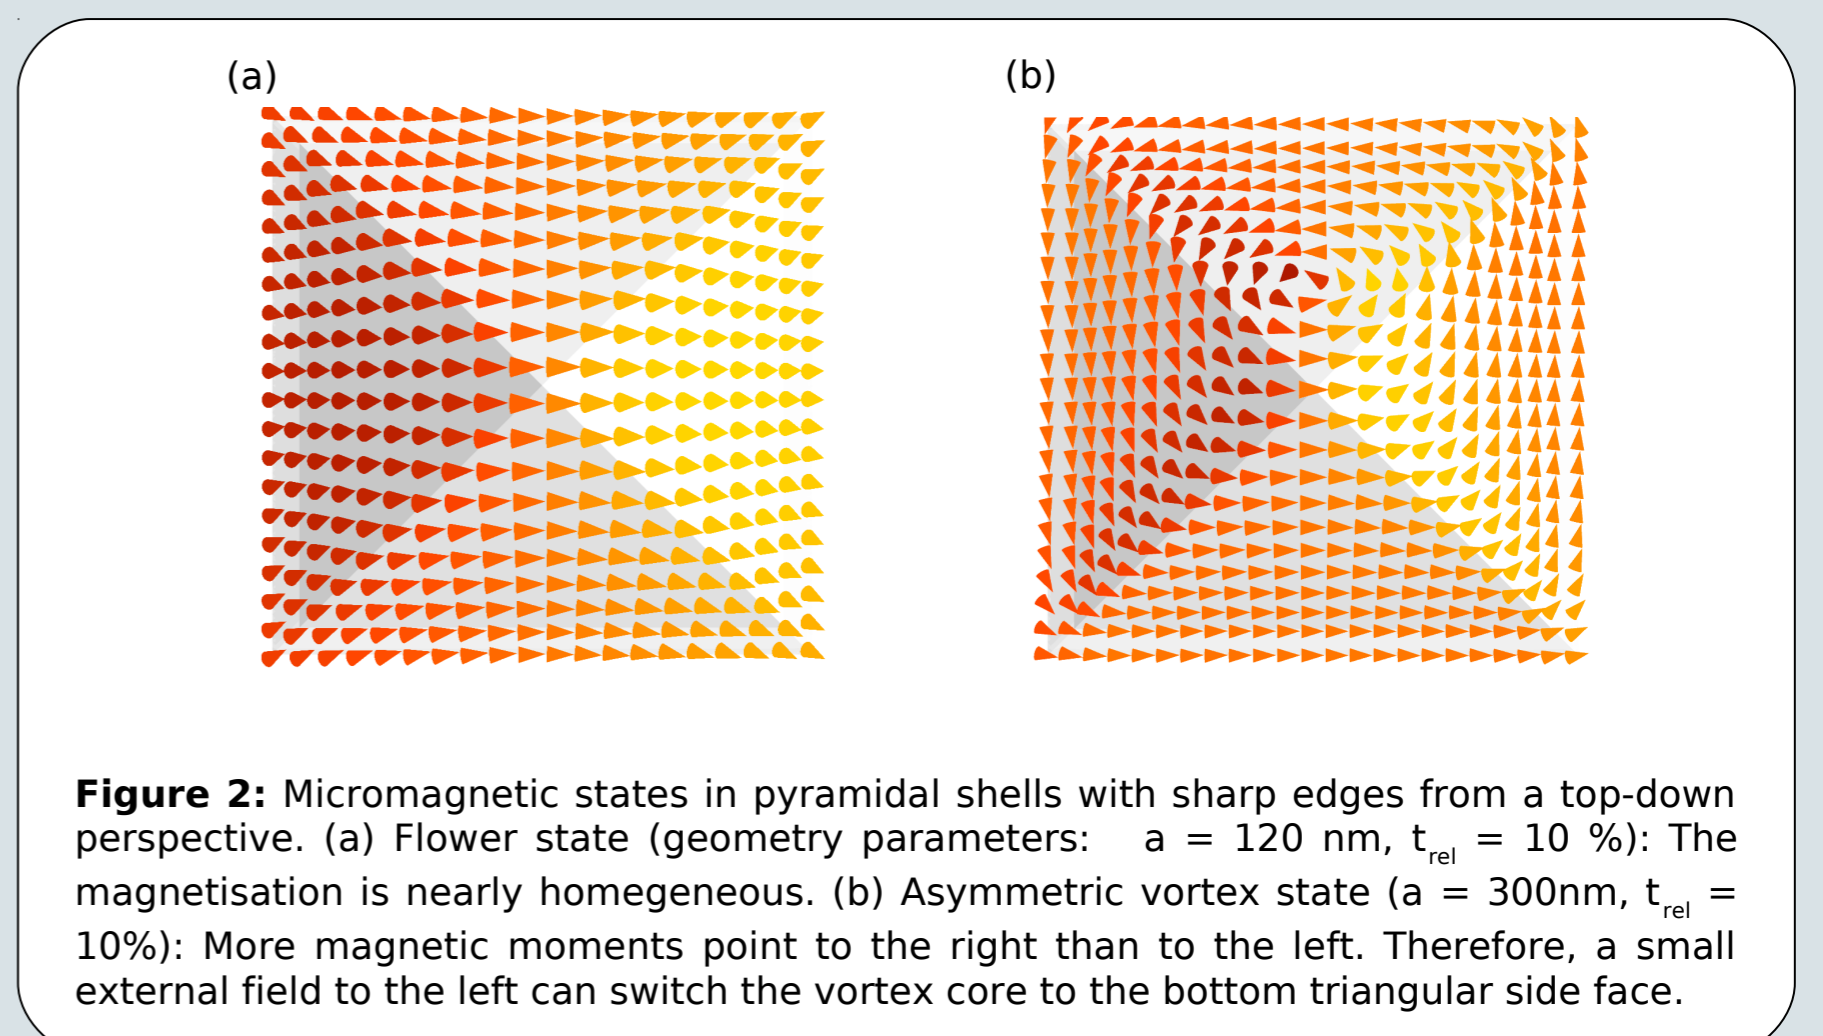 (a)
(b)
Figure 2: Micromagnetic states in pyramidal shells with sharp edges from a top-down
perspective. (a) Flower state (geometry parameters: a = 120 nm, trel = 10 %): The
magnetisation is nearly homegeneous. (b) Asymmetric vortex state (a = 300nm, trel =
10%): More magnetic moments point to the right than to the left. Therefore, a small
external field to the left can switch the vortex core to the bottom triangular side face.